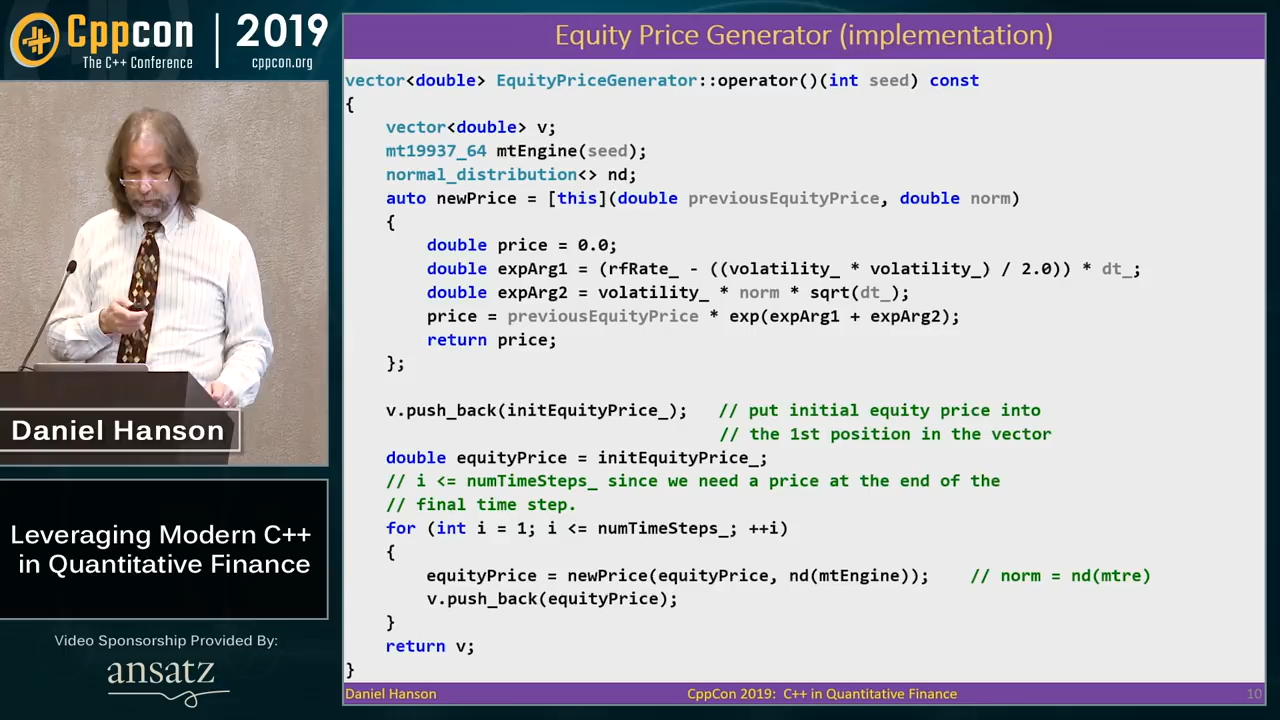 Cppcon
The C++ Conference
2019
cppcon.org
Daniel Hanson
Leveraging Modern C++
in Quantitative Finance
Video Sponsorship Provided By:
ansatz
Equity Price Generator (implementation)
vector<double> EquityPriceGenerator::operator()(int seed) const
{
    vector<double> v;
    mt19937_64 mtEngine(seed);
    normal_distribution<> nd;
    auto newPrice = [this](double previousEquityPrice, double norm)
    {
        double price = 0.0;
        double expArg1 = (rfRate_ - ((volatility_ * volatility_) / 2.0)) * dt_;
        double expArg2 = volatility_ * norm * sqrt(dt_);
        price = previousEquityPrice * exp(expArg1 + expArg2);
        return price;
    };
    v.push_back(initEquityPrice_);   // put initial equity price into
                                     // the 1st position in the vector
    double equityPrice = initEquityPrice_;
    // i <= numTimeSteps_ since we need a price at the end of the
    // final time step.
    for (int i = 1; i <= numTimeSteps_; ++i)
    {
        equityPrice = newPrice(equityPrice, nd(mtEngine));    // norm = nd(mtre)
        v.push_back(equityPrice);
    }
    return v;
}
Daniel Hanson
CppCon 2019: C++ in Quantitative Finance
10